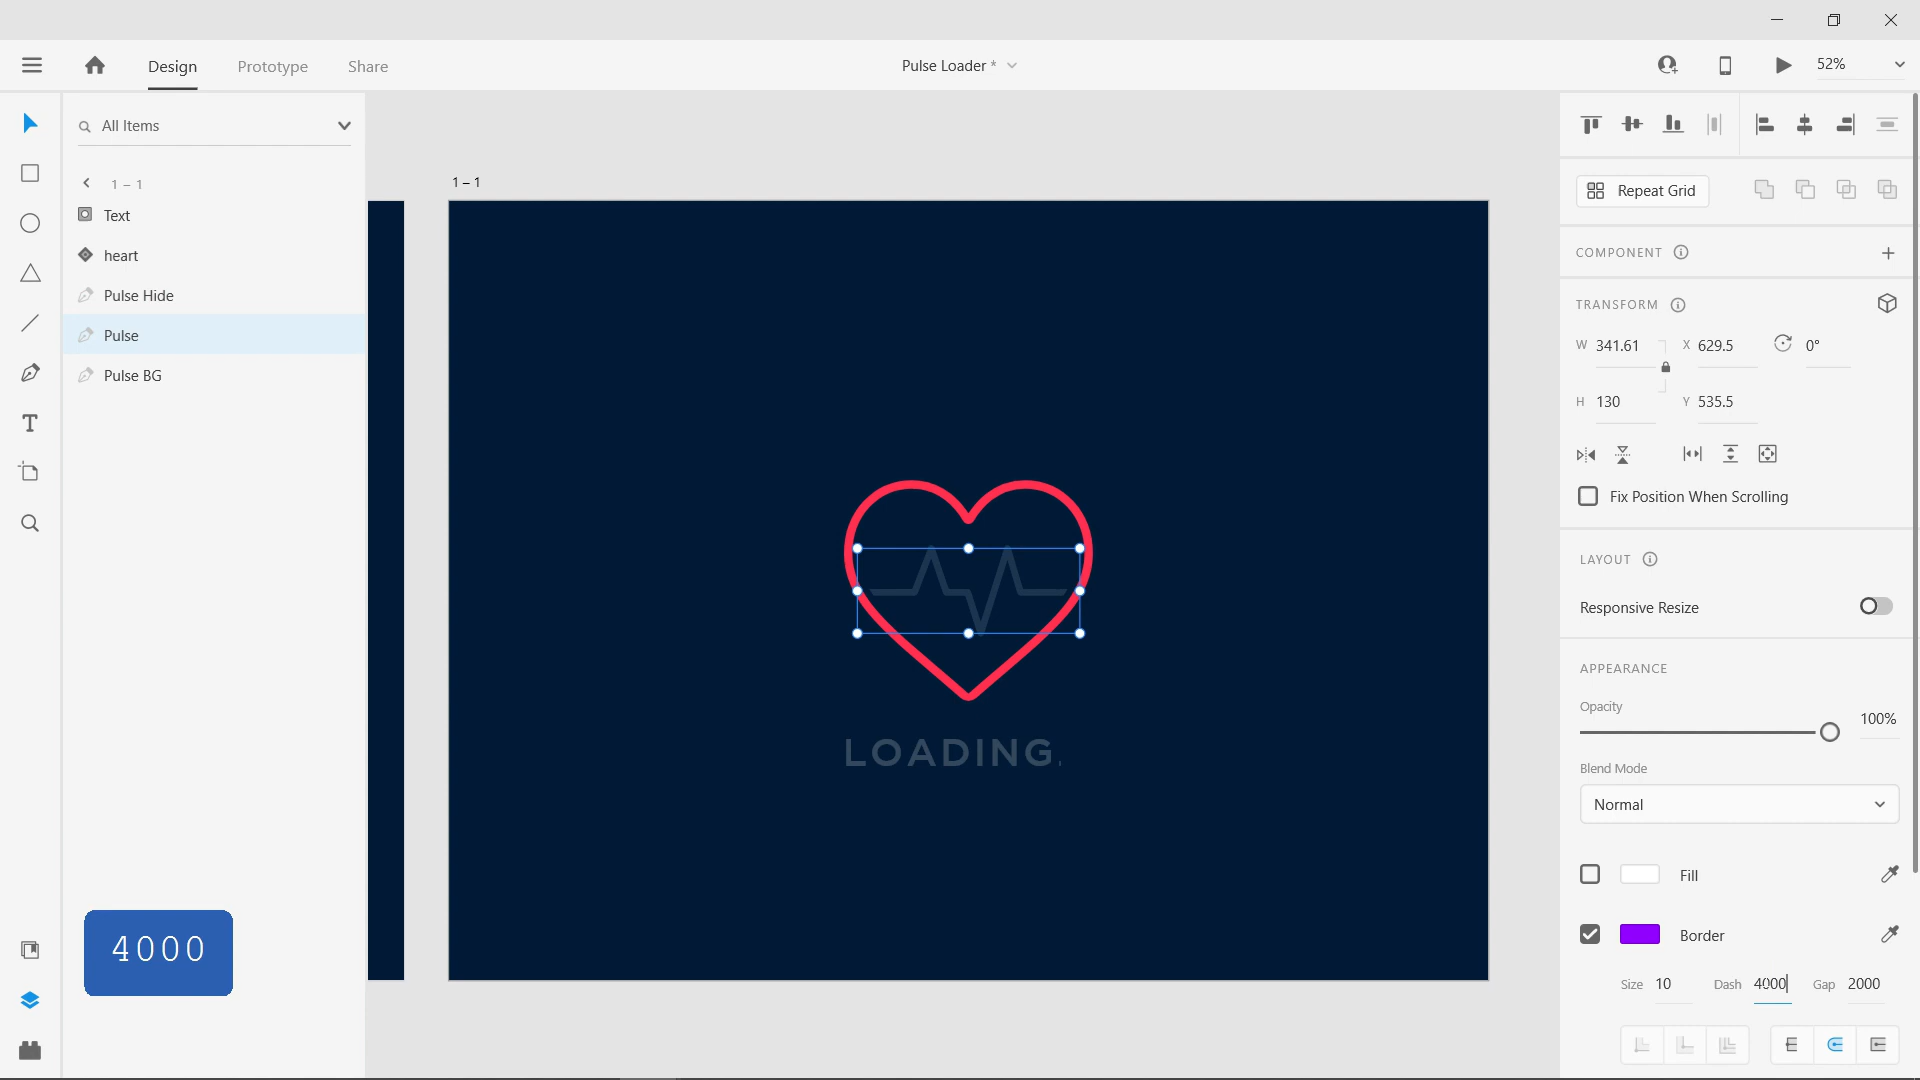 Design
Prototype
Share
Pulse Loader *
52%
All Items
1 – 1
Text
heart
Pulse Hide
Pulse
Pulse BG
4000
1 – 1
LOADING.
Repeat Grid
COMPONENT
TRANSFORM
W 341.61
X 629.5
0°
H 130
Y 535.5
Fix Position When Scrolling
LAYOUT
Responsive Resize
APPEARANCE
Opacity
100%
Blend Mode
Normal
Fill
Border
Size 10
Dash 4000
Gap 2000